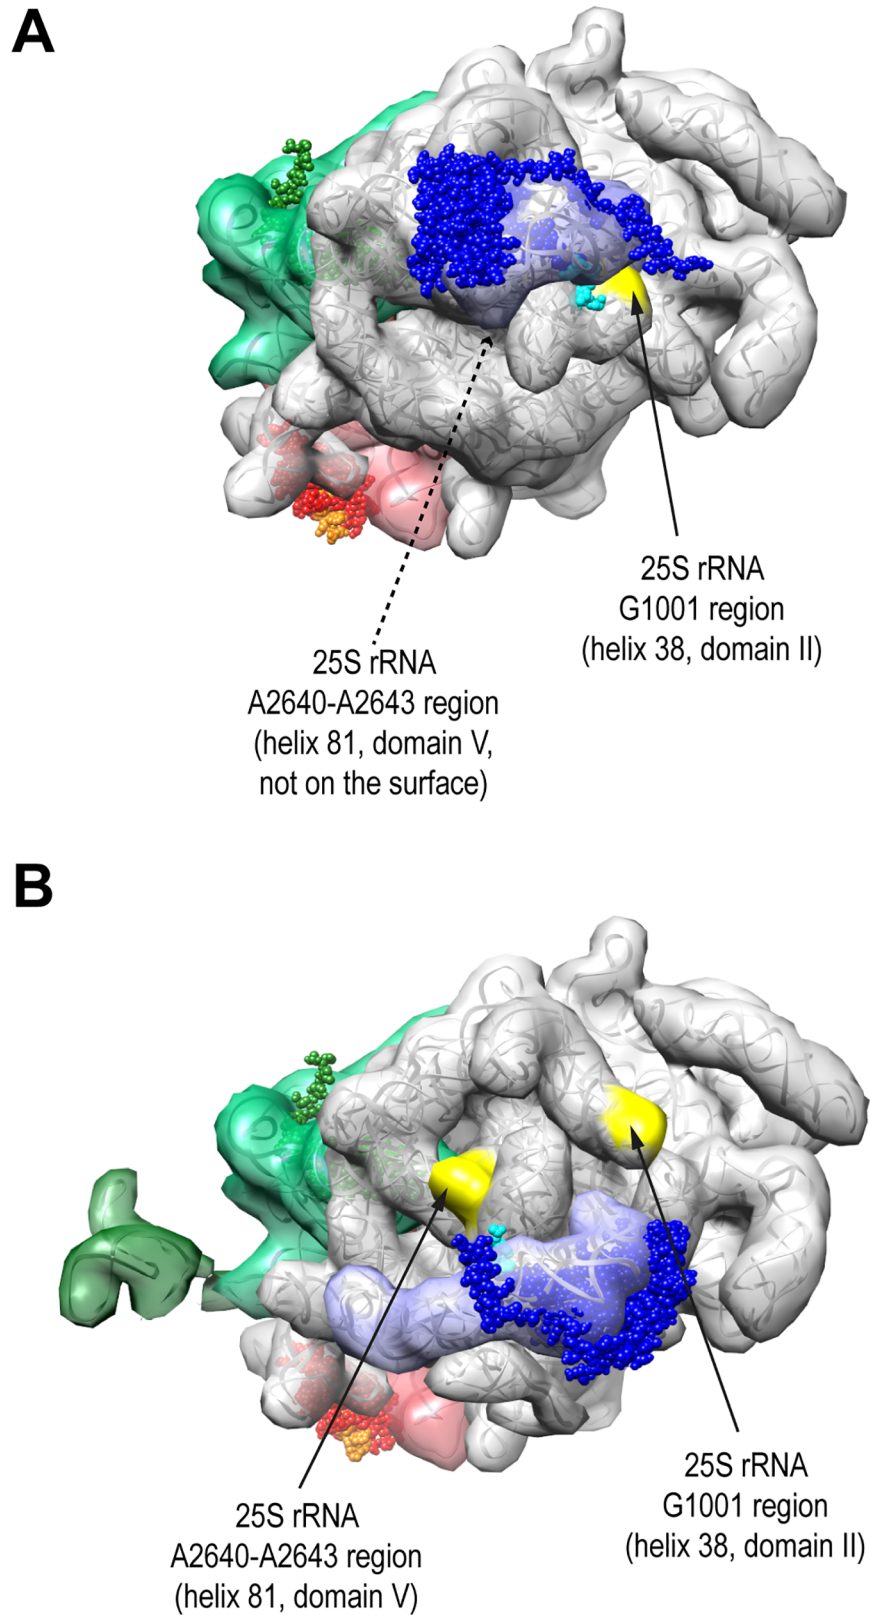 A
25S rRNA
G1001 region
(helix 38, domain II)
25S rRNA
A2640-A2643 region
(helix 81, domain V,
not on the surface)
B
25S rRNA
G1001 region
(helix 38, domain II)
25S rRNA
A2640-A2643 region
(helix 81, domain V)